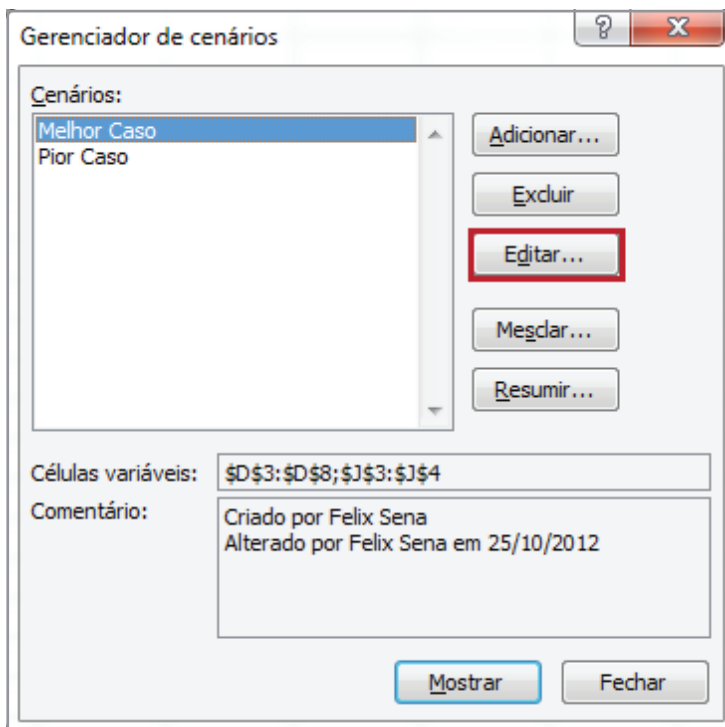 Gerenciador de cenários
Cenários:
Melhor Caso
Pior Caso
Adicionar...
Excluir
Editar...
Mesclar...
Resumir...
Células variáveis: $D$3:$D$8;$J$3:$J$4
Comentário:
Criado por Felix Sena
Alterado por Felix Sena em 25/10/2012
Mostrar Fechar